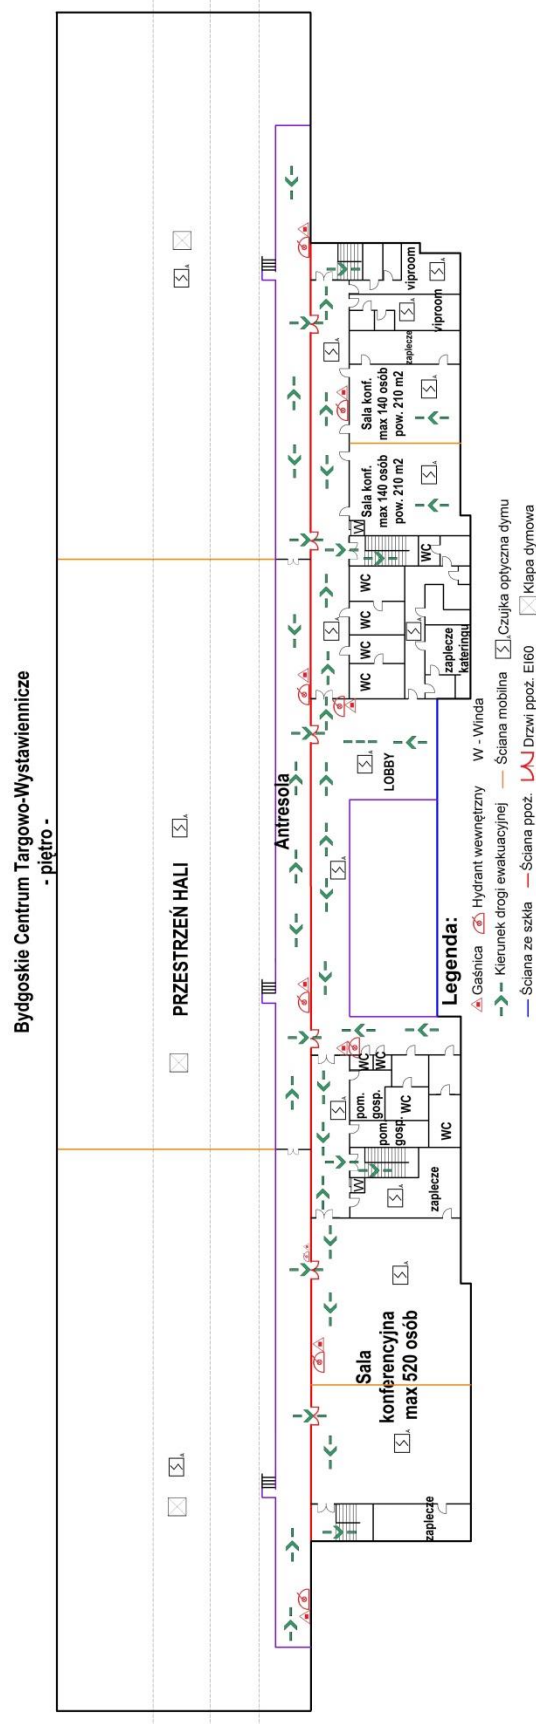 Bydgoskie Centrum Targowo-Wystawiennicze
- piętro -
PRZESTRZEŃ HALI
Antresola
zaplecze
Sala
konferencyjna
max 520 osób
zaplecze
W
pom.
gosp.
pom.
gosp.
WC
WC
WC
WC
LOBBY
WC
WC
WC
WC
zaplecze
kateringu
WC
W
Sala konf.
max 140 osób
pow. 210 m2
Sala konf.
max 140 osób
pow. 210 m2
zaplecze
viproom
viproom
Legenda:
Gaśnica
Hydrant wewnętrzny
W - Winda
Kierunek drogi ewakuacyjnej
Ściana mobilna
Czujka optyczna dymu
Ściana ze szkła
Ściana ppoż.
Drzwi ppoż. EI60
Klapa dymowa